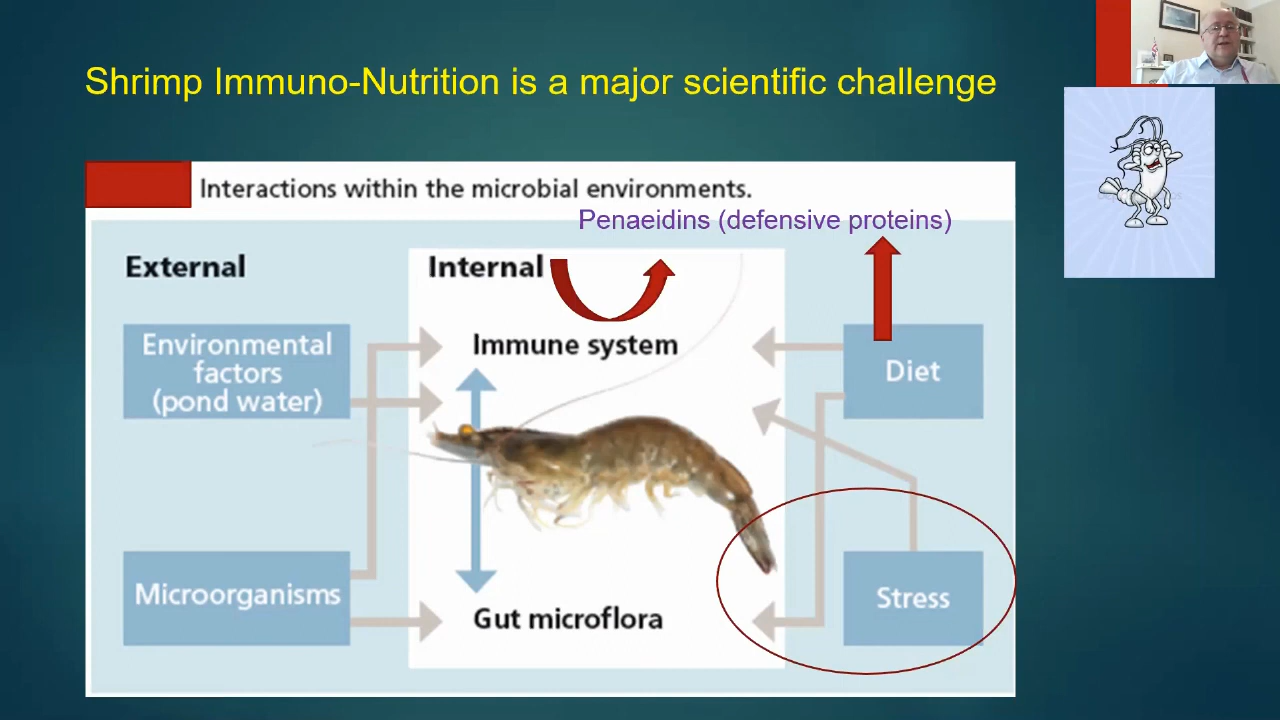 Shrimp Immuno-Nutrition is a major scientific challenge
Interactions within the microbial environments.
Penaeidins (defensive proteins)
External
Internal
Environmental
factors
(pond water)
Immune system
Diet
Microorganisms
Gut microflora
Stress